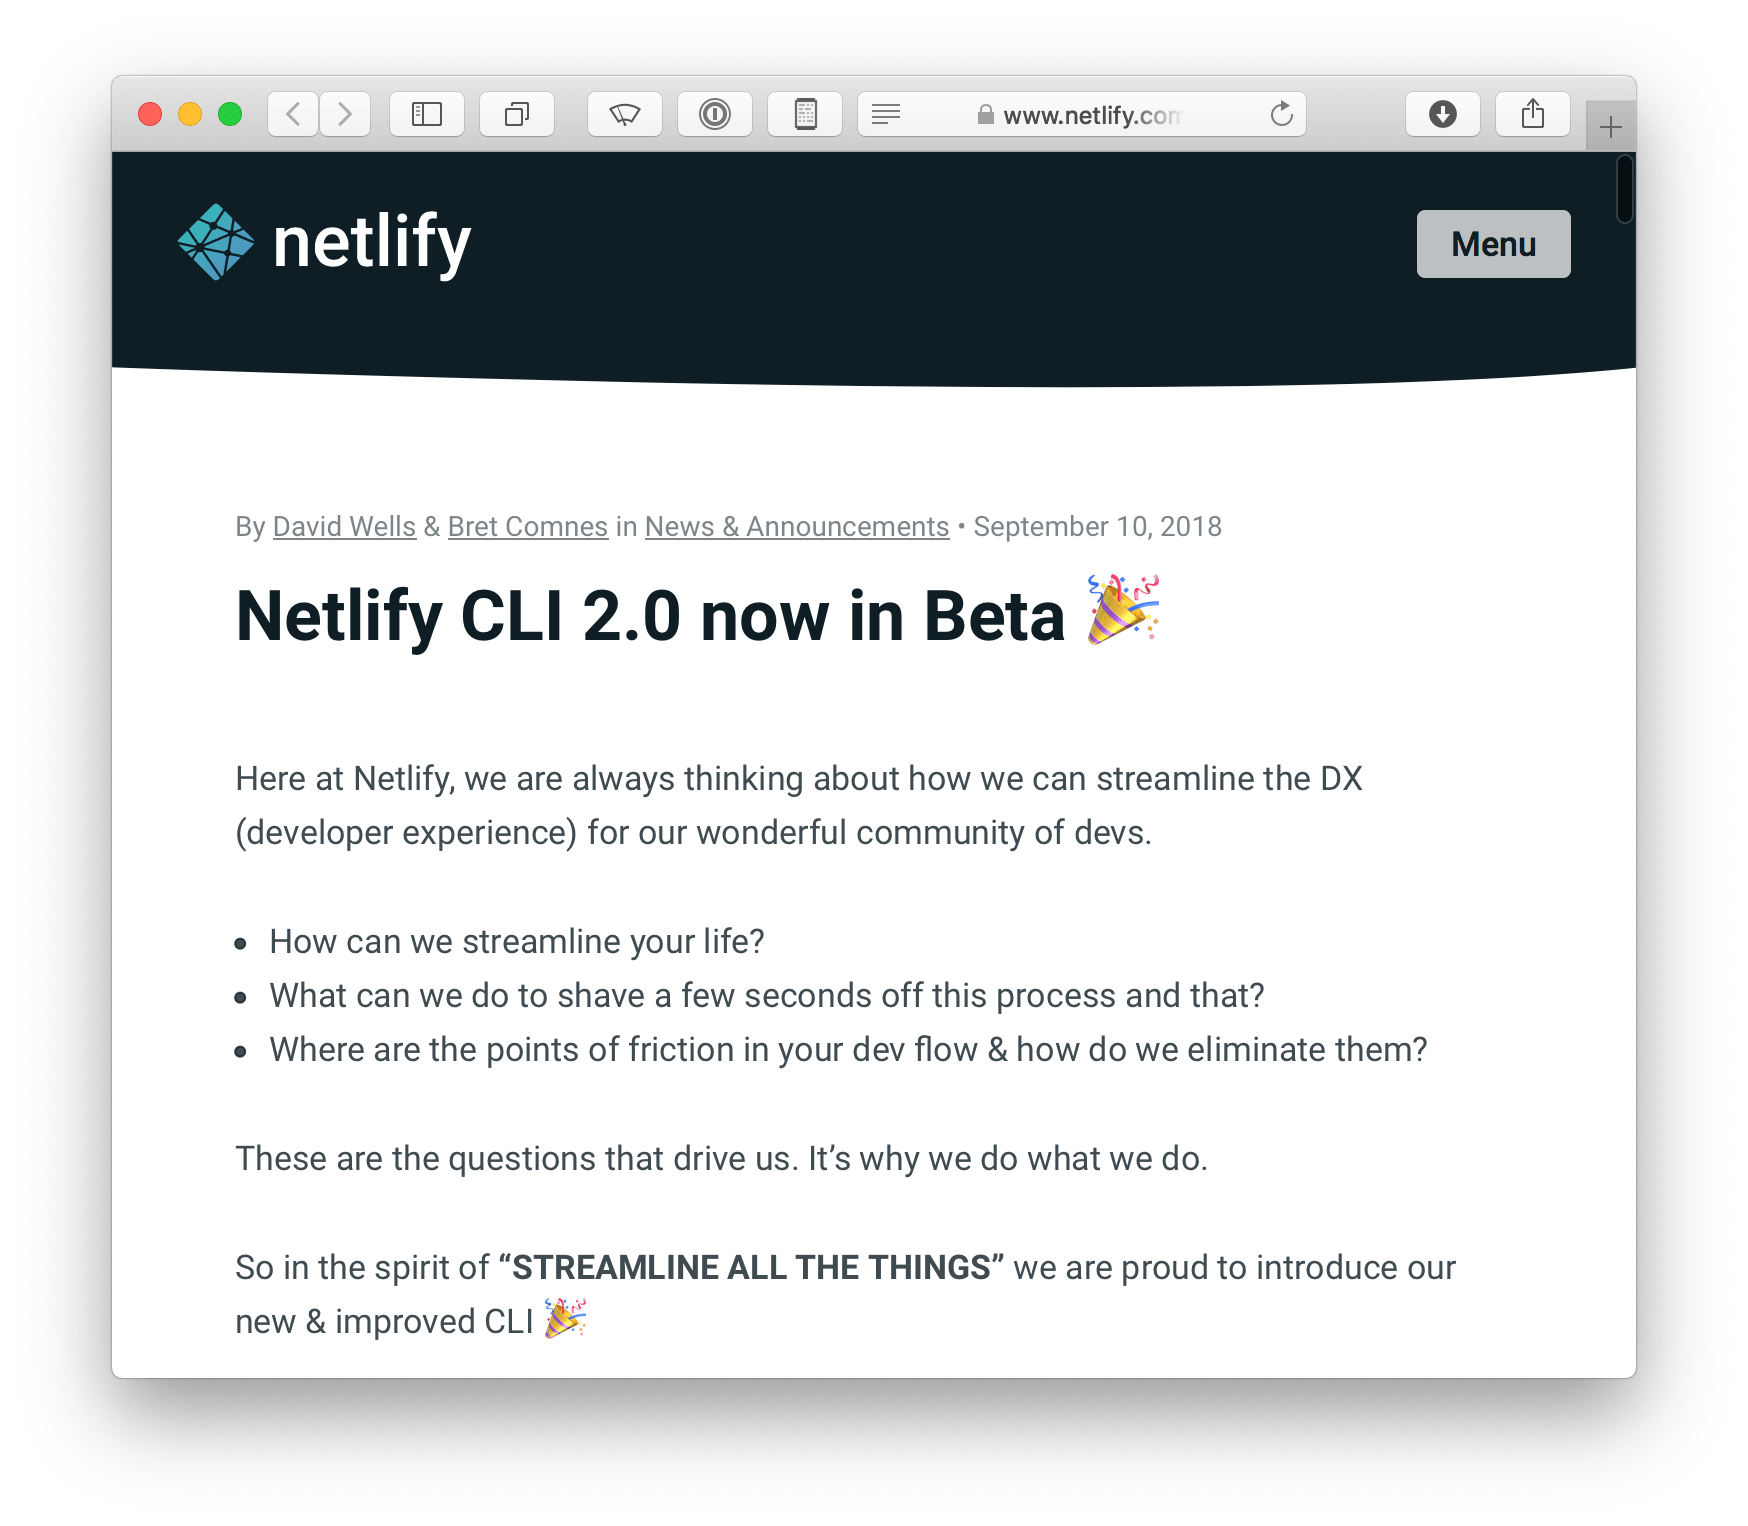 www.netlify.com
netlify
Menu
By David Wells & Bret Comnes in News & Announcements • September 10, 2018
Netlify CLI 2.0 now in Beta 🎉
Here at Netlify, we are always thinking about how we can streamline the DX
(developer experience) for our wonderful community of devs.
• How can we streamline your life?
• What can we do to shave a few seconds off this process and that?
• Where are the points of friction in your dev flow & how do we eliminate them?
These are the questions that drive us. It’s why we do what we do.
So in the spirit of “STREAMLINE ALL THE THINGS” we are proud to introduce our
new & improved CLI 🎉